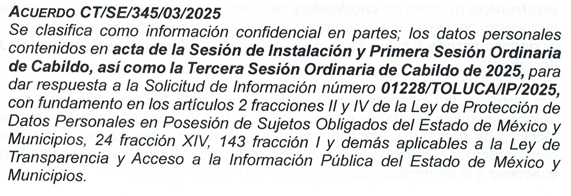 ACUERDO CT/SE/345/03/2025
Se clasifica como información confidencial en partes; los datos personales
contenidos en acta de la Sesión de Instalación y Primera Sesión Ordinaria
de Cabildo, así como la Tercera Sesión Ordinaria de Cabildo de 2025, para
dar respuesta a la Solicitud de Información número 01228/TOLUCA/IP/2025,
con fundamento en los artículos 2 fracciones II y IV de la Ley de Protección de
Datos Personales en Posesión de Sujetos Obligados del Estado de México y
Municipios, 24 fracción XIV, 143 fracción I y demás aplicables a la Ley de
Transparencia y Acceso a la Información Pública del Estado de México y
Municipios.